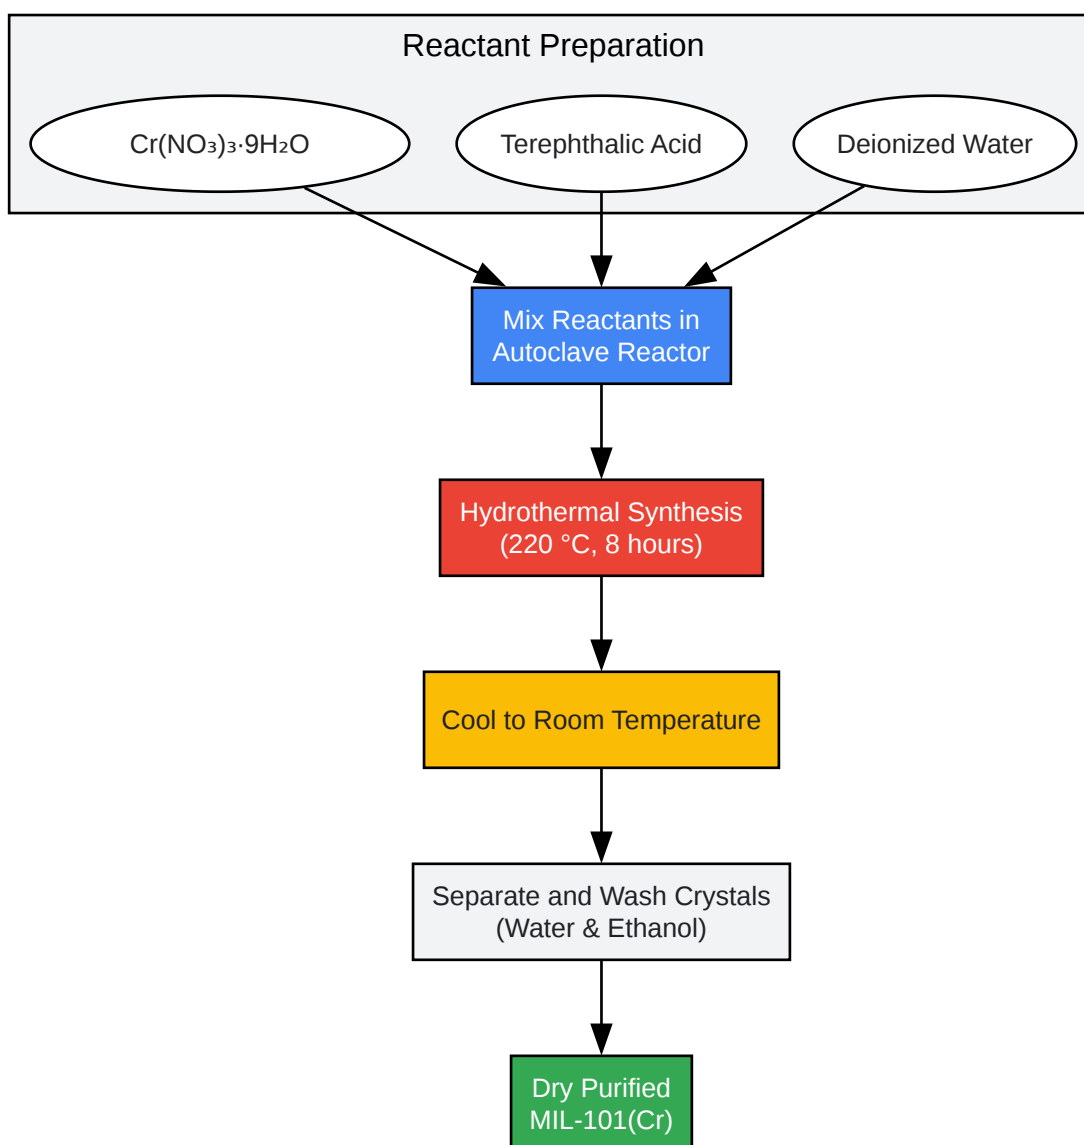 Reactant Preparation
Cr(NO₃)₃·9H₂O
Terephthalic Acid
Deionized Water
Mix Reactants in
Autoclave Reactor
Hydrothermal Synthesis
(220 °C, 8 hours)
Cool to Room Temperature
Separate and Wash Crystals
(Water & Ethanol)
Dry Purified
MIL-101(Cr)